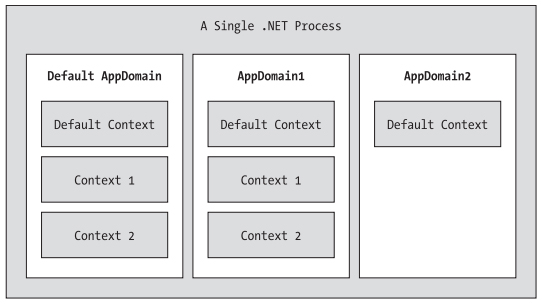 A Single .NET Process
Default AppDomain
Default Context
Context 1
Context 2
AppDomain1
Default Context
Context 1
Context 2
AppDomain2
Default Context